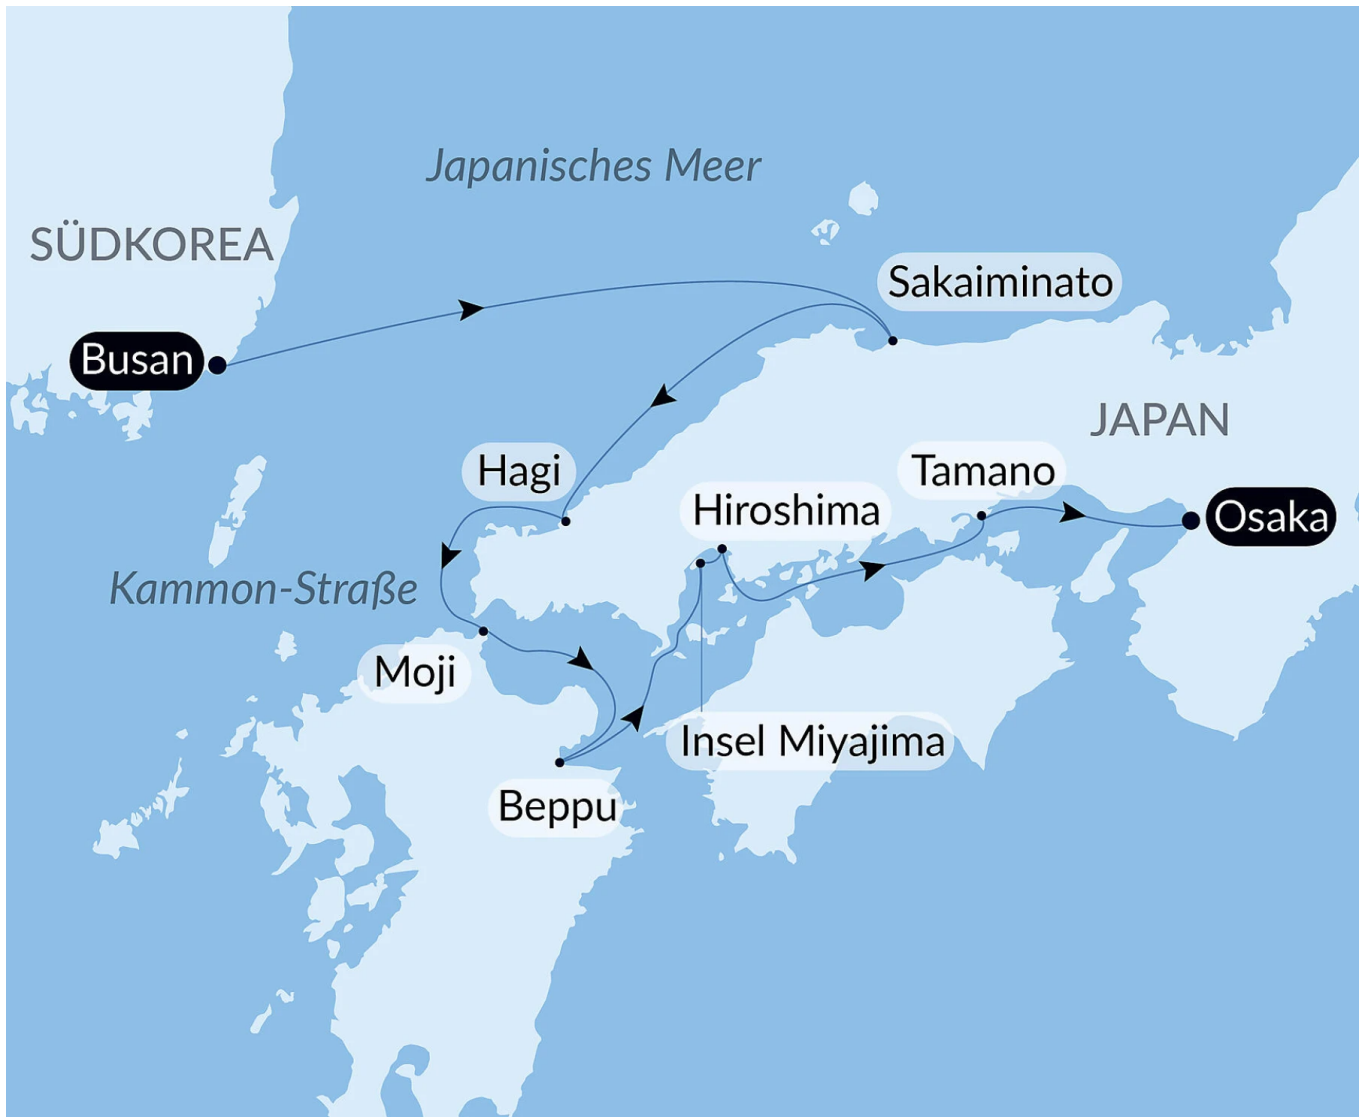 Japanisches Meer
SÜDKOREA
Sakaiminato
Busan
JAPAN
Hagi
Tamano
Hiroshima
Osaka
Kammon-Straße
Moji
Insel Miyajima
Beppu